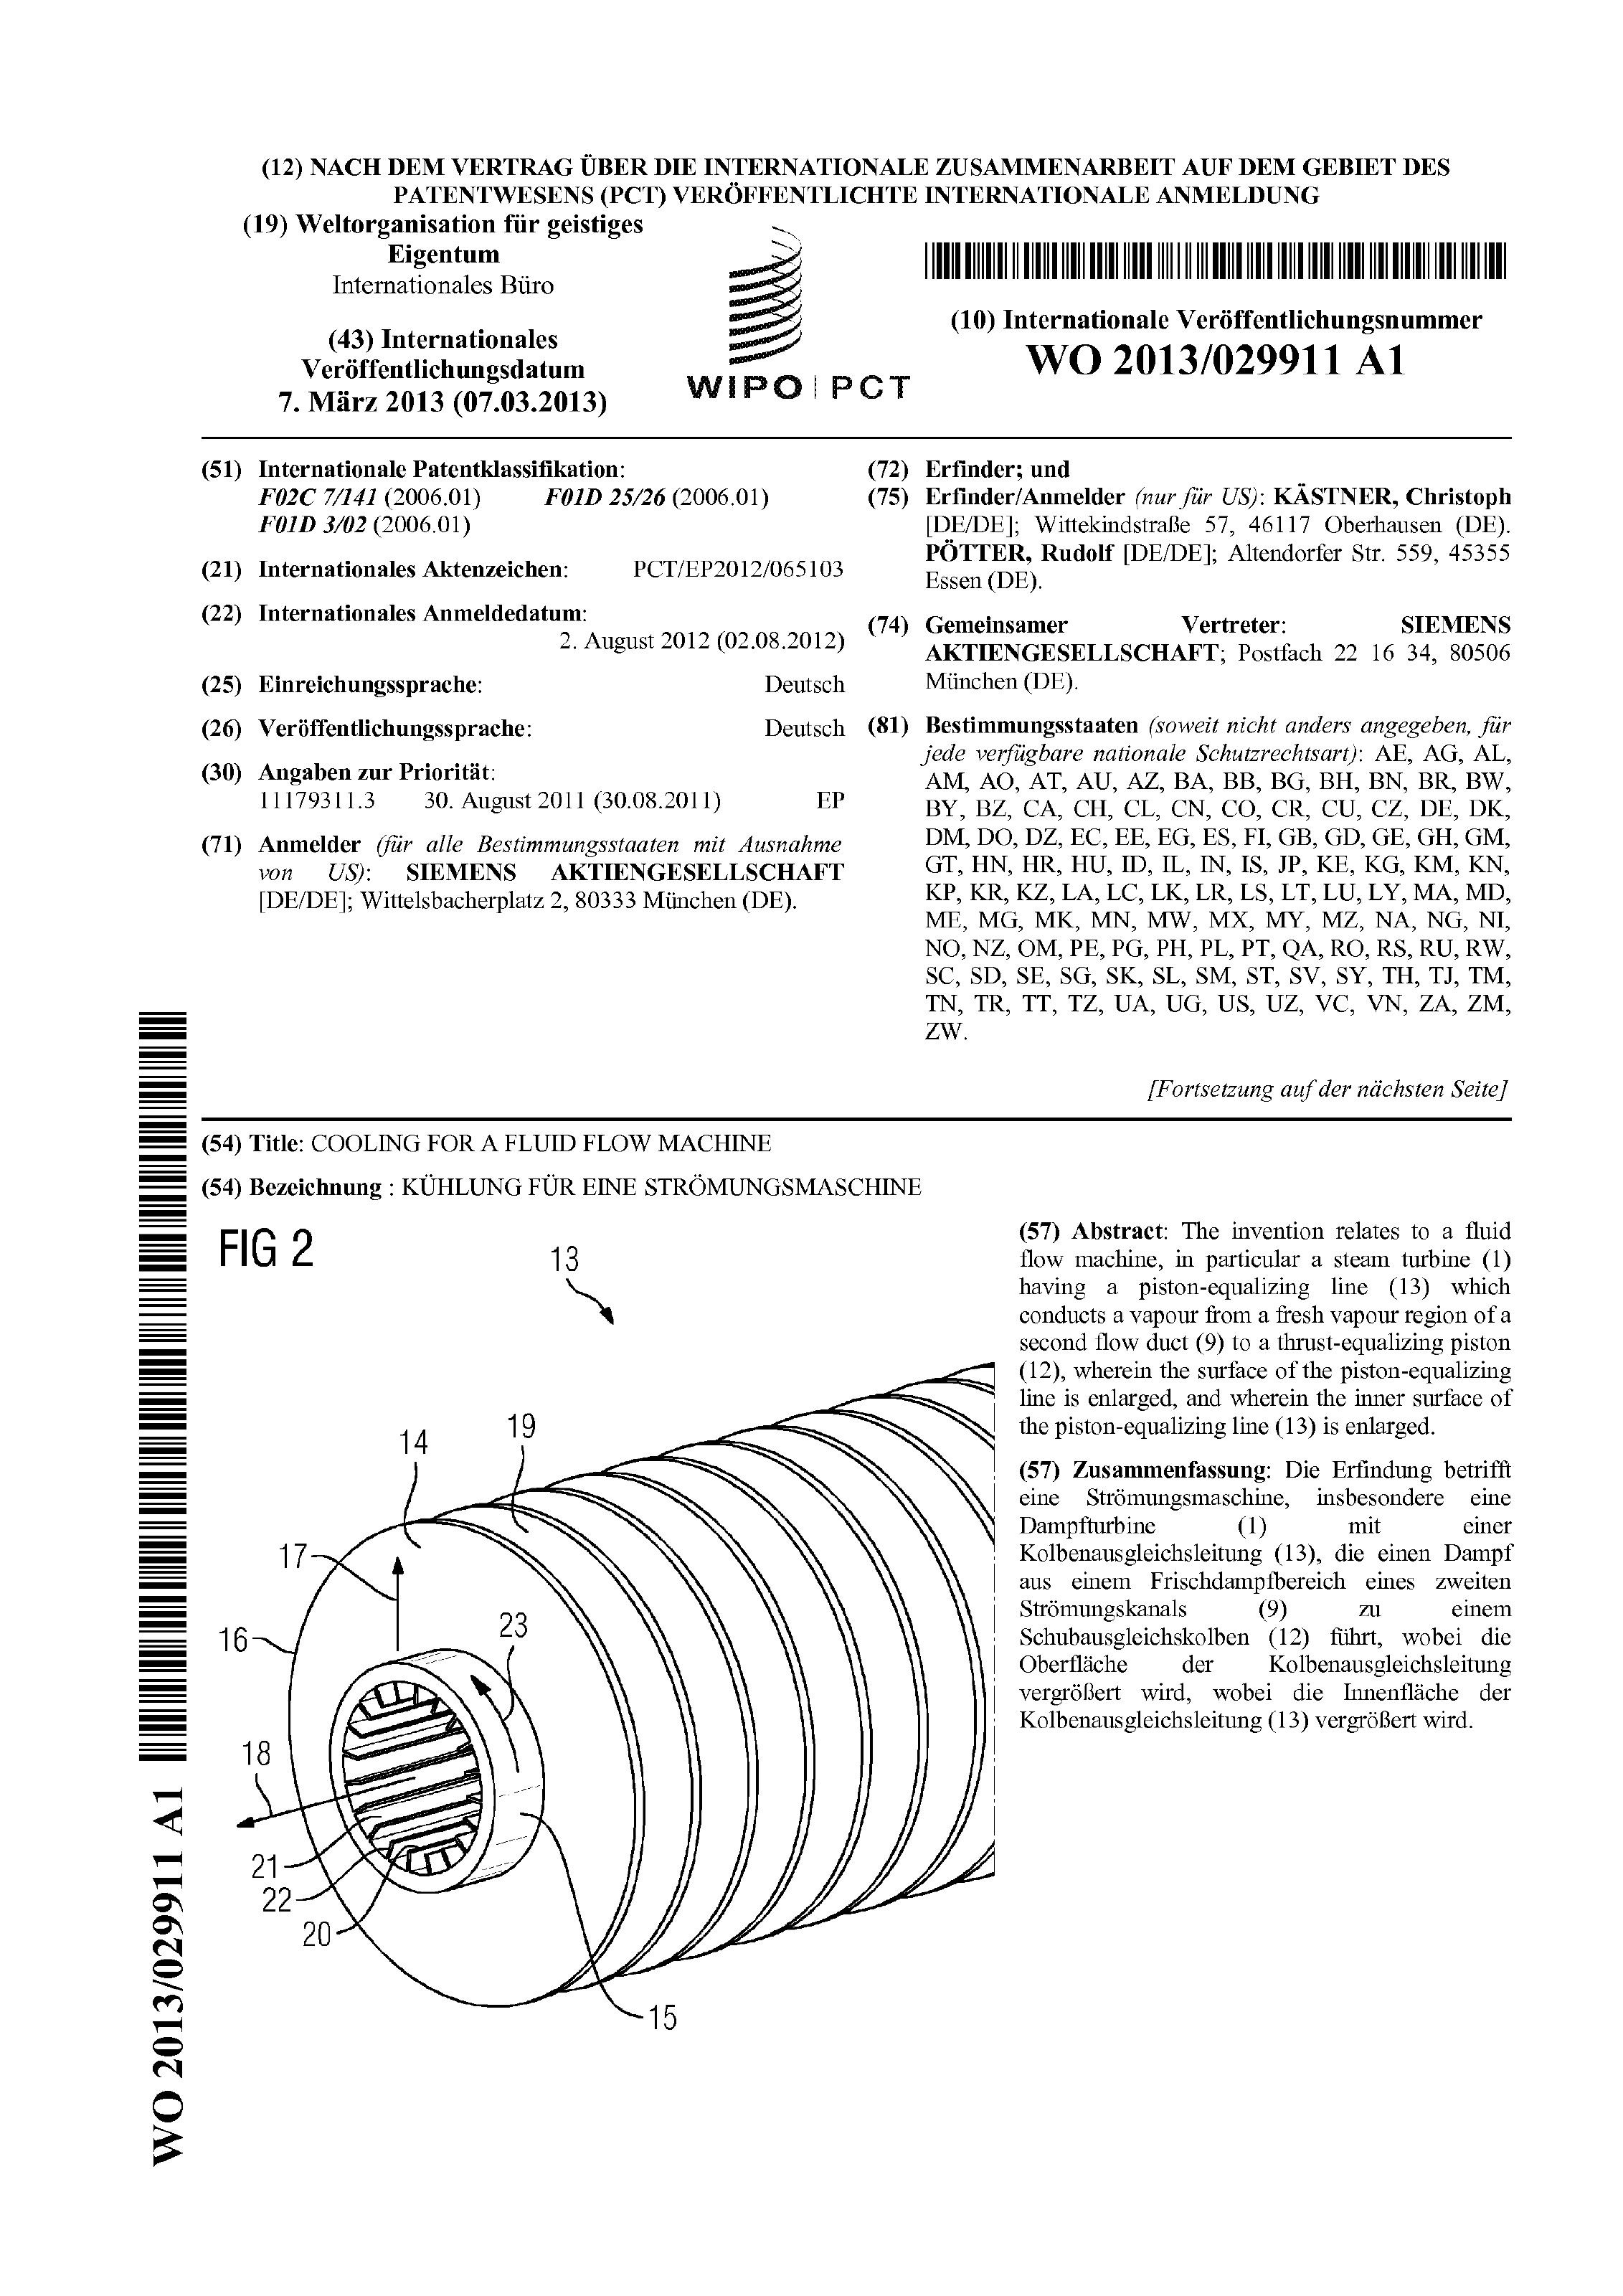 (12) NACH DEM VERTRAG ÜBER DIE INTERNATIONALE ZUSAMMENARBEIT AUF DEM GEBIET DES
PATENTWESENS (PCT) VERÖFFENTLICHTE INTERNATIONALE ANMELDUNG
(19) Weltorganisation für geistiges
Eigentum
Internationales Büro
(43) Internationales
Veröffentlichungsdatum
7. März 2013 (07.03.2013)
WIPO | PCT
(10) Internationale Veröffentlichungsnummer
WO 2013/029911 A1
(51) Internationale Patentklassifikation:
F02C 7/141 (2006.01) F01D 25/26 (2006.01)
F01D 3/02 (2006.01)
(21) Internationales Aktenzeichen: PCT/EP2012/065103
(22) Internationales Anmeldedatum:
2. August 2012 (02.08.2012)
(25) Einreichungssprache: Deutsch
(26) Veröffentlichungssprache: Deutsch
(30) Angaben zur Priorität:
11179311.3 30. August 2011 (30.08.2011) EP
(71) Anmelder (für alle Bestimmungsstaaten mit Ausnahme
von US): SIEMENS AKTIENGESELLSCHAFT
[DE/DE]; Wittelsbacherplatz 2, 80333 München (DE).
(72) Erfinder; und
(75) Erfinder/Anmelder (nur für US): KÄSTNER, Christoph
[DE/DE]; Wittekindstraße 57, 46117 Oberhausen (DE).
PÖTTER, Rudolf [DE/DE]; Altendorfer Str. 559, 45355
Essen (DE).
(74) Gemeinsamer Vertreter: SIEMENS
AKTIENGESELLSCHAFT; Postfach 22 16 34, 80506
München (DE).
(81) Bestimmungsstaaten (soweit nicht anders angegeben, für
jede verfügbare nationale Schutzrechtsart): AE, AG, AL,
AM, AO, AT, AU, AZ, BA, BB, BG, BH, BN, BR, BW,
BY, BZ, CA, CH, CL, CN, CO, CR, CU, CZ, DE, DK,
DM, DO, DZ, EC, EE, EG, ES, FI, GB, GD, GE, GH, GM,
GT, HN, HR, HU, ID, IL, IN, IS, JP, KE, KG, KM, KN,
KP, KR, KZ, LA, LC, LK, LR, LS, LT, LU, LY, MA, MD,
ME, MG, MK, MN, MW, MX, MY, MZ, NA, NG, NI,
NO, NZ, OM, PE, PG, PH, PL, PT, QA, RO, RS, RU, RW,
SC, SD, SE, SG, SK, SL, SM, ST, SV, SY, TH, TJ, TM,
TN, TR, TT, TZ, UA, UG, US, UZ, VC, VN, ZA, ZM,
ZW.
[Fortsetzung auf der nächsten Seite]
(54) Title: COOLING FOR A FLUID FLOW MACHINE
(54) Bezeichnung : KÜHLUNG FÜR EINE STRÖMUNGSMASCHINE
FIG 2
13
14
19
17
16
23
18
21
22
20
15
(57) Abstract: The invention relates to a fluid
flow machine, in particular a steam turbine (1)
having a piston-equalizing line (13) which
conducts a vapour from a fresh vapour region of a
second flow duct (9) to a thrust-equalizing piston
(12), wherein the surface of the piston-equalizing
line is enlarged, and wherein the inner surface of
the piston-equalizing line (13) is enlarged.
(57) Zusammenfassung: Die Erfindung betrifft
eine Strömungsmaschine, insbesondere eine
Dampfturbine (1) mit einer
Kolbenausgleichsleitung (13), die einen Dampf
aus einem Frischdampfbereich eines zweiten
Strömungskanals (9) zu einem
Schubausgleichskolben (12) führt, wobei die
Oberfläche der Kolbenausgleichsleitung
vergrößert wird, wobei die Innenfläche der
Kolbenausgleichsleitung (13) vergrößert wird.
WO 2013/029911 A1